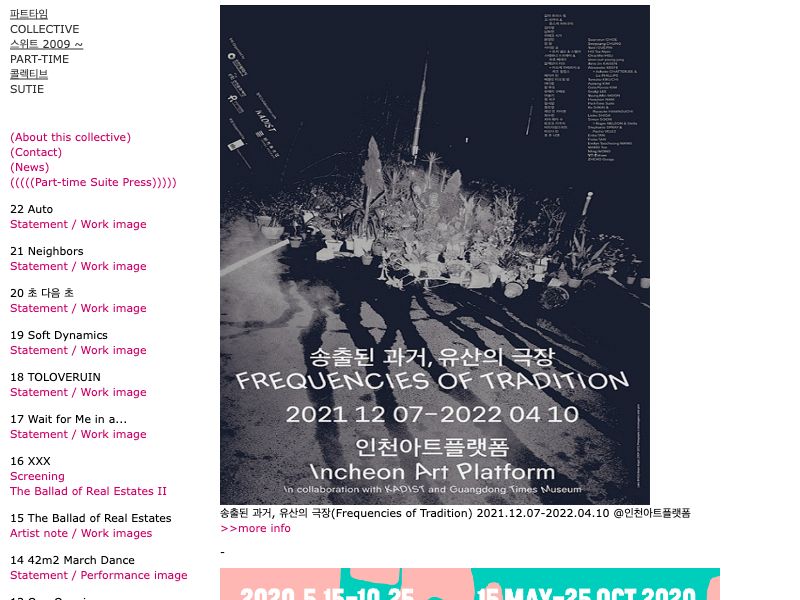 파트타임
COLLECTIVE
스위트 2009 ~
PART-TIME
콜렉티브
SUTIE
(About this collective)
(Contact)
(News)
(((((Part-time Suite Press)))))
22 Auto
Statement / Work image
21 Neighbors
Statement / Work image
20 초 다음 초
Statement / Work image
19 Soft Dynamics
Statement / Work image
18 TOLOVERUIN
Statement / Work image
17 Wait for Me in a...
Statement / Work image
16 XXX
Screening
The Ballad of Real Estates II
15 The Ballad of Real Estates
Artist note / Work images
14 42m2 March Dance
Statement / Performance image
KADIST
송출된 과거, 유산의 극장
FREQUENCIES OF TRADITION
2021 12 07–2022 04 10
인천아트플랫폼
Incheon Art Platform
In collaboration with KADIST and Guangdong Times Museum
송출된 과거, 유산의 극장(Frequencies of Tradition) 2021.12.07-2022.04.10 @인천아트플랫폼
>>more info
-
2020.5.15-10.25
15 MAY-25 OCT 2020